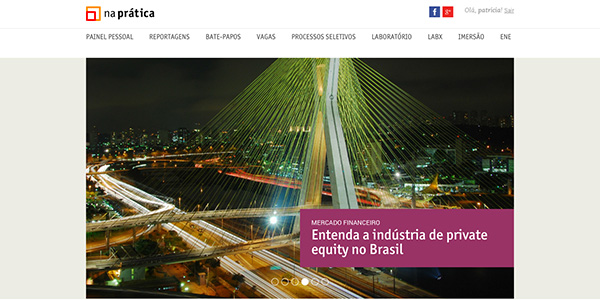 na prática
Olá, patricia! Sair
PAINEL PESSOAL REPORTAGENS BATE-PAPOS VAGAS PROCESSOS SELETIVOS LABORATÓRIO LABX IMERSÃO ENE
MERCADO FINANCEIRO
Entenda a indústria de private
equity no Brasil